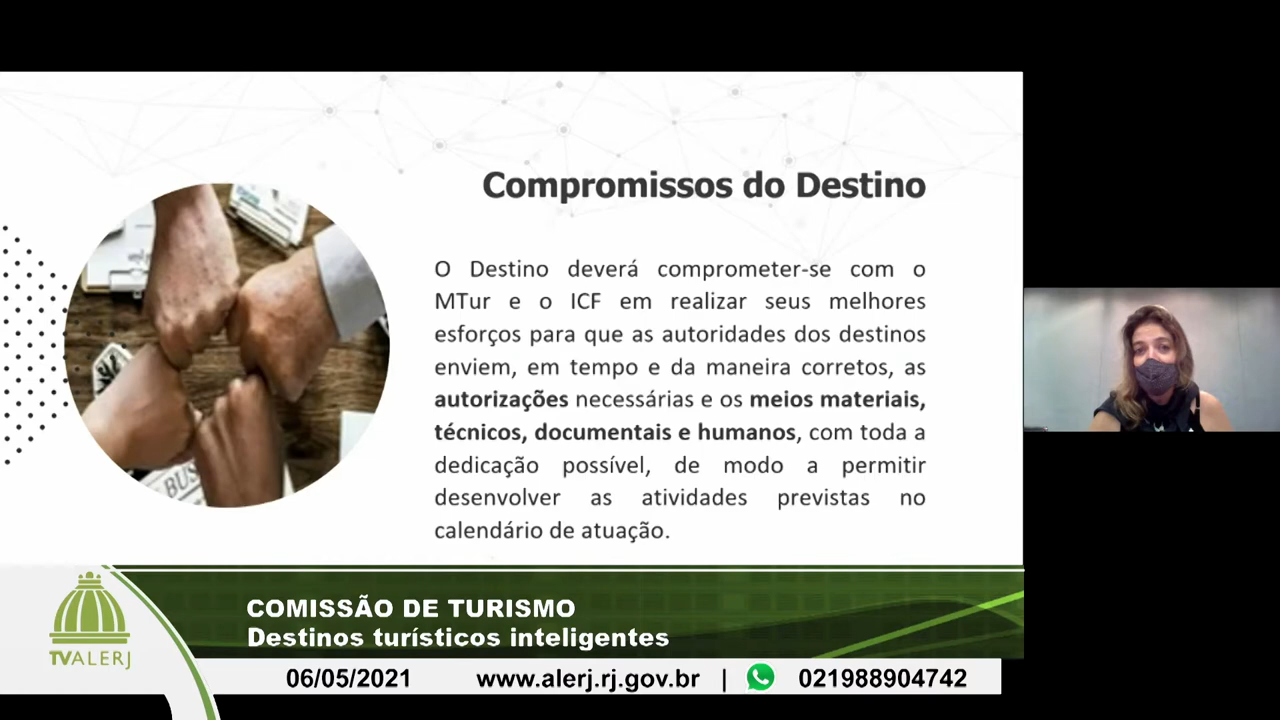 Compromissos do Destino
O Destino deverá comprometer-se com o
MTur e o ICF em realizar seus melhores
esforços para que as autoridades dos destinos
enviem, em tempo e da maneira corretos, as
autorizações necessárias e os meios materiais,
técnicos, documentais e humanos, com toda a
dedicação possível, de modo a permitir
desenvolver as atividades previstas no
calendário de atuação.
BUS
COMISSÃO DE TURISMO
Destinos turísticos inteligentes
TVALERJ
06/05/2021 www.alerj.rj.gov.br | 021988904742